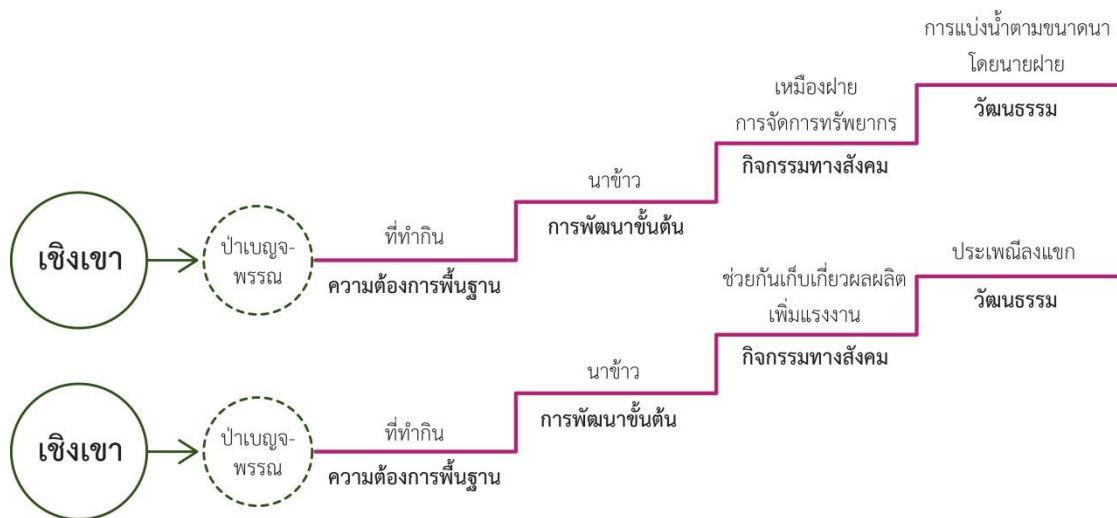 การแบ่งน้ำตามขนาดนา
โดยนายฝาย
วัฒนธรรม
เหมืองฝาย
การจัดการทรัพยากร
กิจกรรมทางสังคม
นาข้าว
การพัฒนาขั้นต้น
ที่ทำกิน
ความต้องการพื้นฐาน
ป่าเบญจ-
พรรณ
เชิงเขา
ประเพณีลงแขก
วัฒนธรรม
ช่วยกันเก็บเกี่ยวผลผลิต
เพิ่มแรงงาน
กิจกรรมทางสังคม
นาข้าว
การพัฒนาขั้นต้น
ที่ทำกิน
ความต้องการพื้นฐาน
ป่าเบญจ-
พรรณ
เชิงเขา